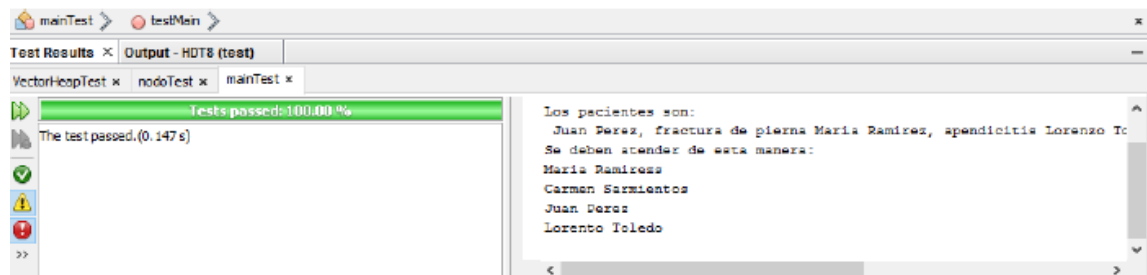 mainTest testMain
Test Results Output - HDT8 (test)
VectorHeapTest nodoTest mainTest
Tests passed: 100.00 %
The test passed.(0.147 s)
Los pacientes son:
Juan Perez, fractura de pierna Maria Ramirez, apendicitis Lorenzo To
Se deben atender de esta manera:
Maria Ramiress
Carmen Sarmientos
Juan Perez
Lorento Toledo